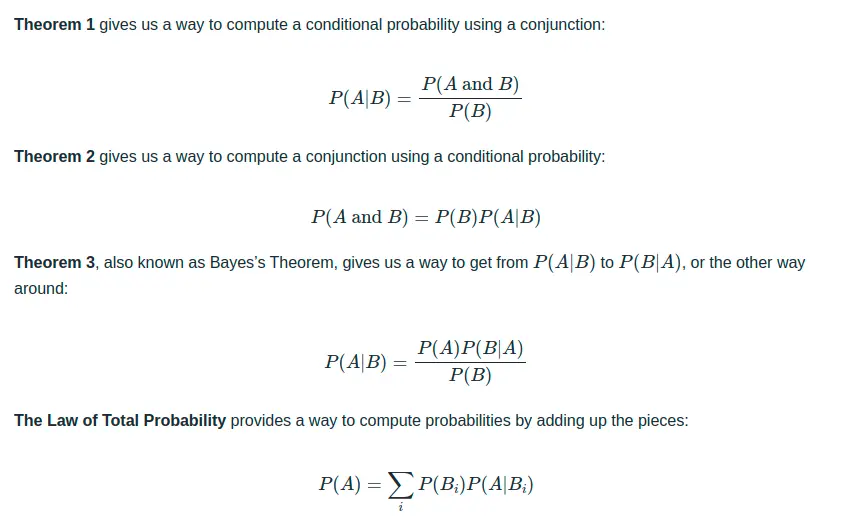 Theorem 1 gives us a way to compute a conditional probability using a conjunction:
P(A|B) = \frac{P(A \text{ and } B)}{P(B)}
Theorem 2 gives us a way to compute a conjunction using a conditional probability:
P(A and B) = P(B)P(A|B)
Theorem 3, also known as Bayes’s Theorem, gives us a way to get from P(A|B) to P(B|A), or the other way
around:
P(A|B) = \frac{P(A)P(B|A)}{P(B)}
The Law of Total Probability provides a way to compute probabilities by adding up the pieces:
P(A) = \sum_{i} P(B_i)P(A|B_i)